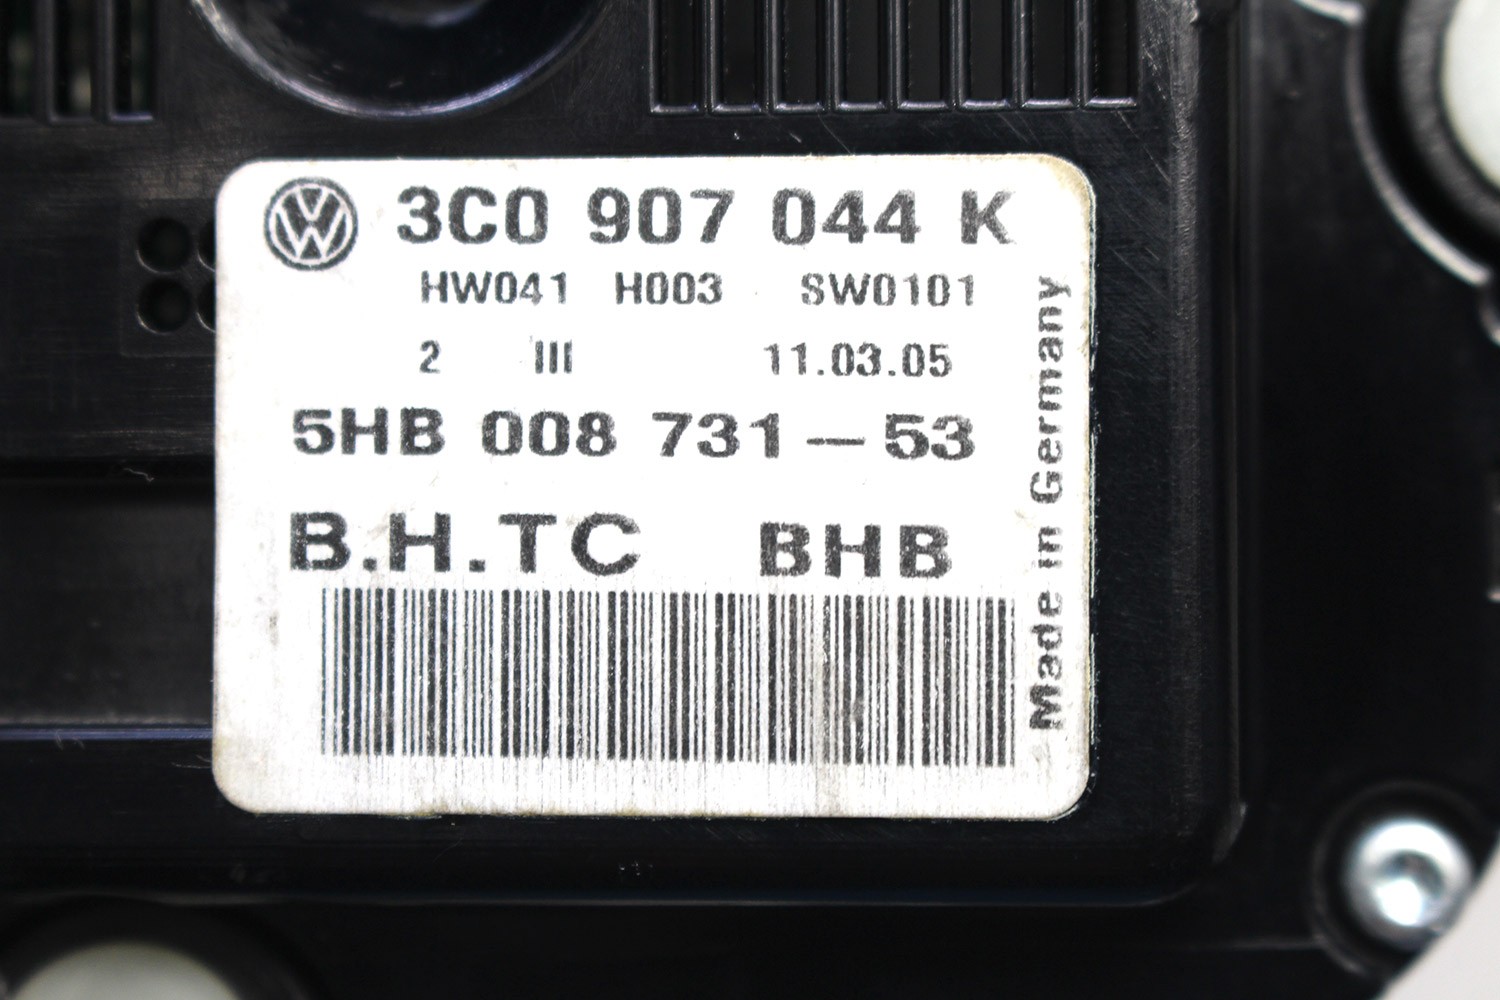 3C0 907 044 K
HW041 H003 SW0101
2 III 11.03.05
5HB 008 731-53
B.H.TC BHB
Made in Germany